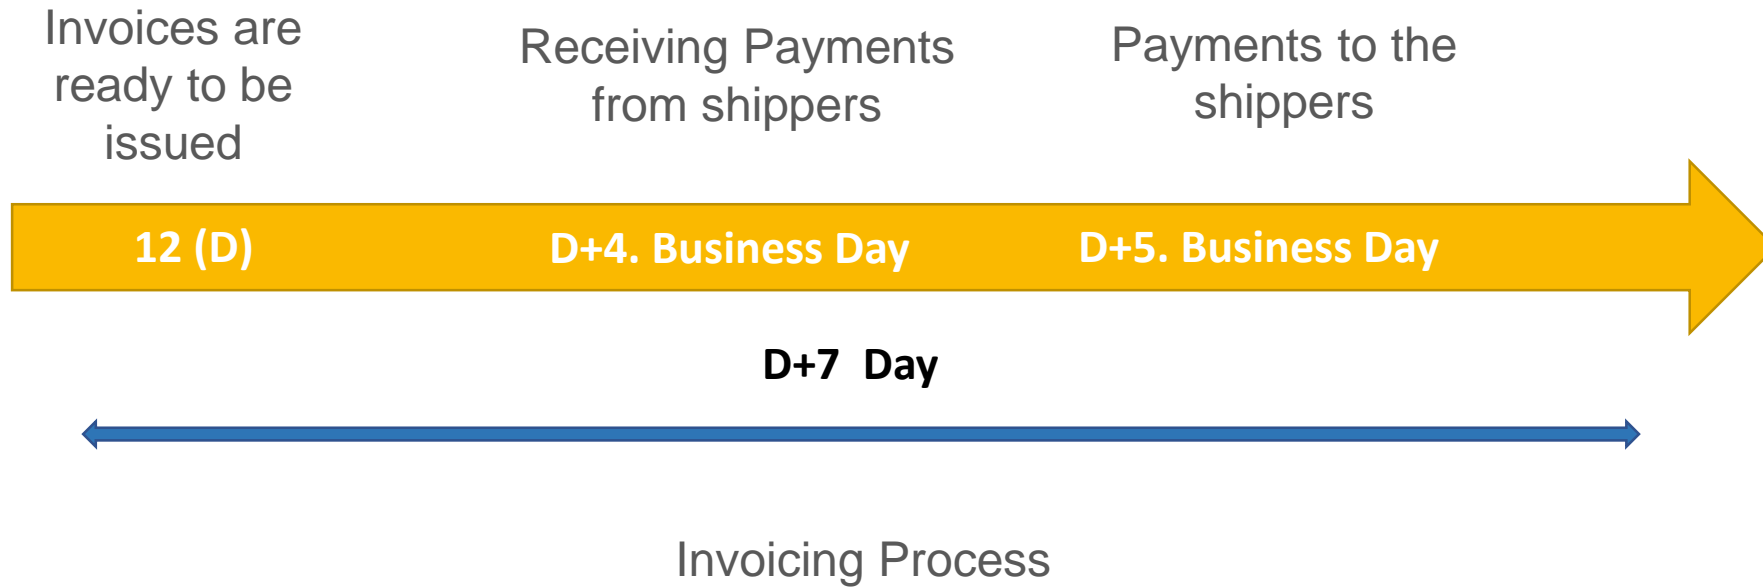 Invoices are
ready to be
issued
Receiving Payments
from shippers
Payments to the
shippers
12 (D)
D+4. Business Day
D+5. Business Day
D+7  Day
Invoicing Process